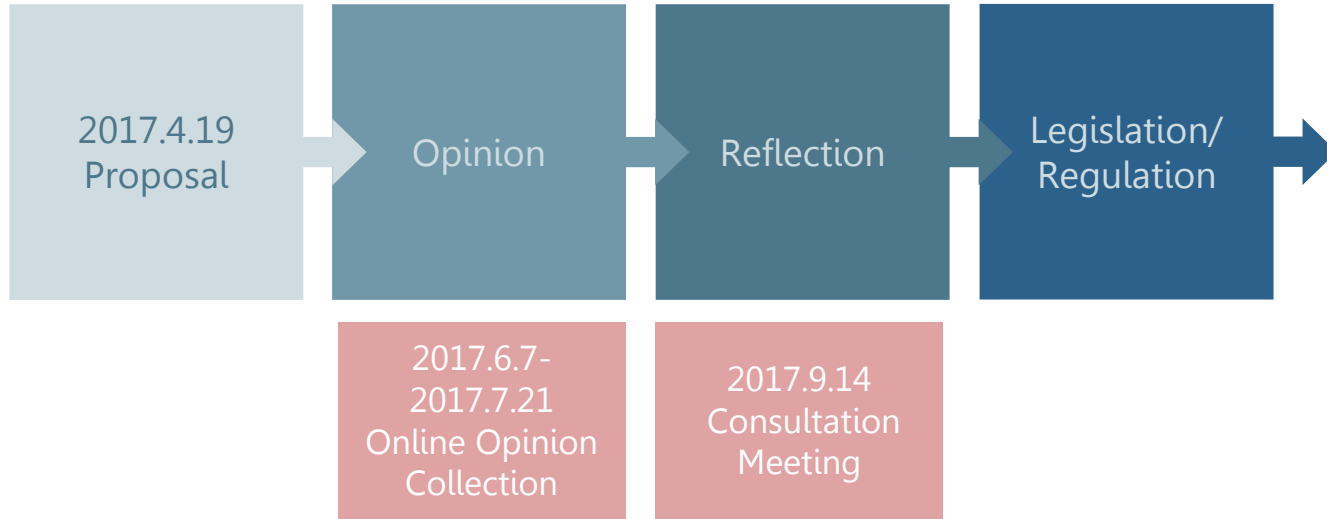 2017.4.19
Proposal
Opinion
Reflection
Legislation/
Regulation
2017.6.7-
2017.7.21
Online Opinion
Collection
2017.9.14
Consultation
Meeting